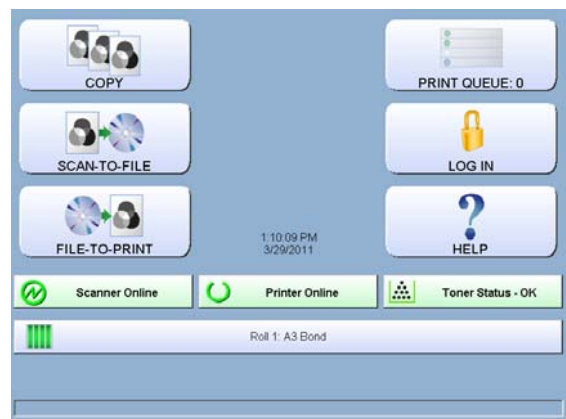 COPY
PRINT QUEUE: 0
SCAN-TO-FILE
LOG IN
FILE-TO-PRINT
1:10:09 PM
3/29/2011
HELP
Scanner Online
Printer Online
Toner Status - OK
Roll 1: A3 Bond